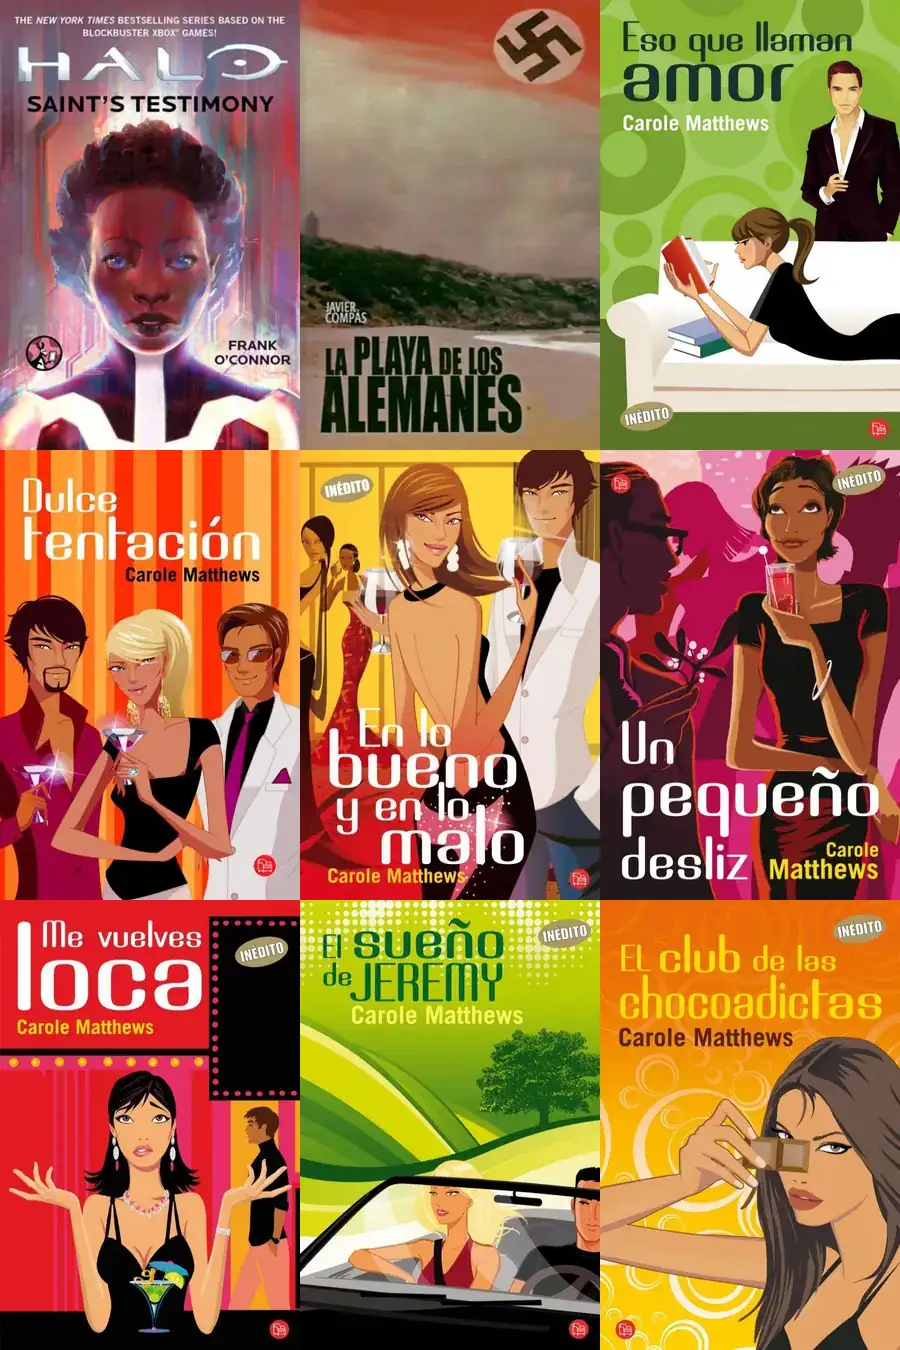 THE NEW YORK TIMES BESTSELLING SERIES BASED ON THE
BLOCKBUSTER XBOX® GAMES!
HALO
SAINT'S TESTIMONY
FRANK
O'CONNOR
JAVIER
COMPAS
LA PLAYA DE LOS
ALEMANES
Eso que llaman
amor
Carole Matthews
INÉDITO
Dulce
tentación
Carole Matthews
INÉDITO
En lo
bueno
y en lo
malo
Carole Matthews
INÉDITO
Un
pequeño
desliz
Carole
Matthews
Me vuelves
loca
Carole Matthews
INÉDITO
El sueño
de JEREMY
Carole Matthews
INÉDITO
INÉDITO
EL club de las
chocoadictas
Carole Matthews